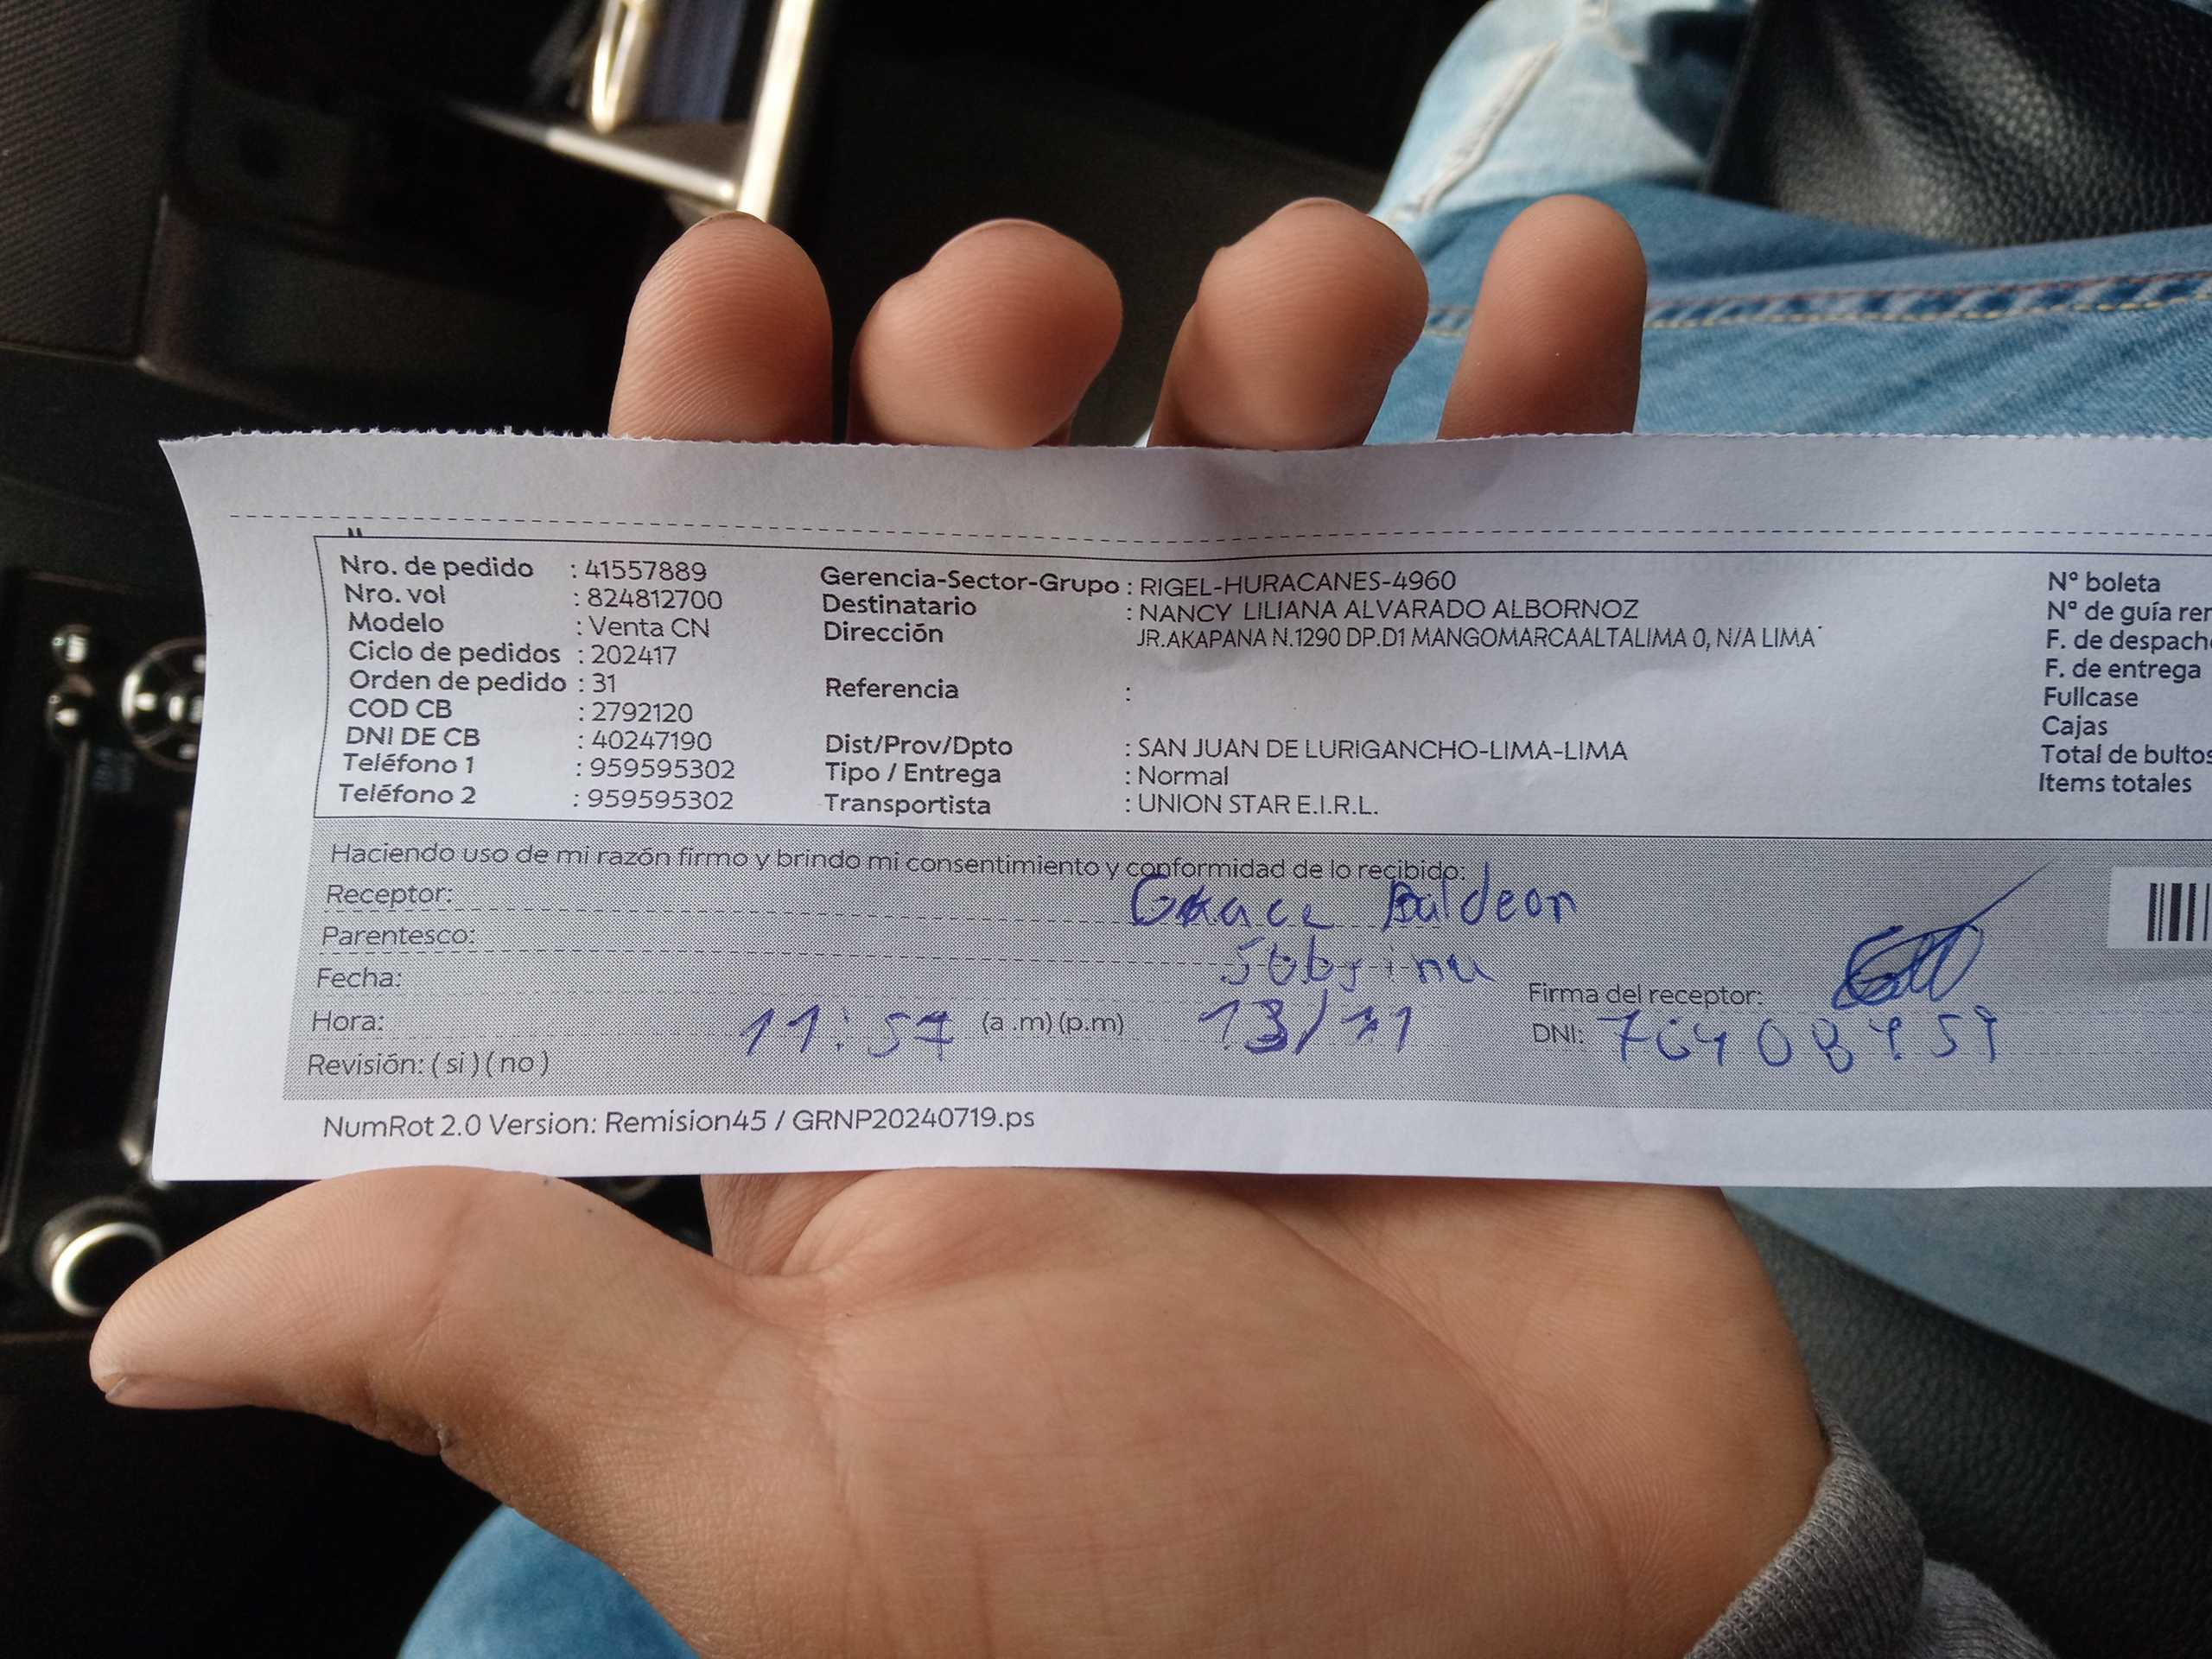 Nro. de pedido : 41557889
Nro. vol : 824812700
Modelo : Venta CN
Ciclo de pedidos : 202417
Orden de pedido : 31
COD CB : 2792120
DNI DE CB : 40247190
Teléfono 1 : 959595302
Teléfono 2 : 959595302
Gerencia-Sector-Grupo : RIGEL-HURACANES-4960
Destinatario : NANCY LILIANA ALVARADO ALBORNOZ
Dirección JR.AKAPANA N.1290 DP.D1 MANGOMARCAALTALIMA 0, N/A LIMA
Referencia :
Dist/Prov/Dpto : SAN JUAN DE LURIGANCHO-LIMA-LIMA
Tipo / Entrega : Normal
Transportista : UNION STAR E.I.R.L.
N° boleta
N° de guía rer
F. de despach
F. de entrega
Fullcase
Cajas
Total de bultos
Items totales
Haciendo uso de mi razón firmo y brindo mi consentimiento y conformidad de lo recibido:
Receptor: Grace Baldeon
Parentesco: Sobrina
Fecha:
Hora: 11:57 (a .m) (p.m) 13/11
Firma del receptor:
DNI:
Revisión: ( si ) ( no )
NumRot 2.0 Version: Remision45 / GRNP20240719.ps